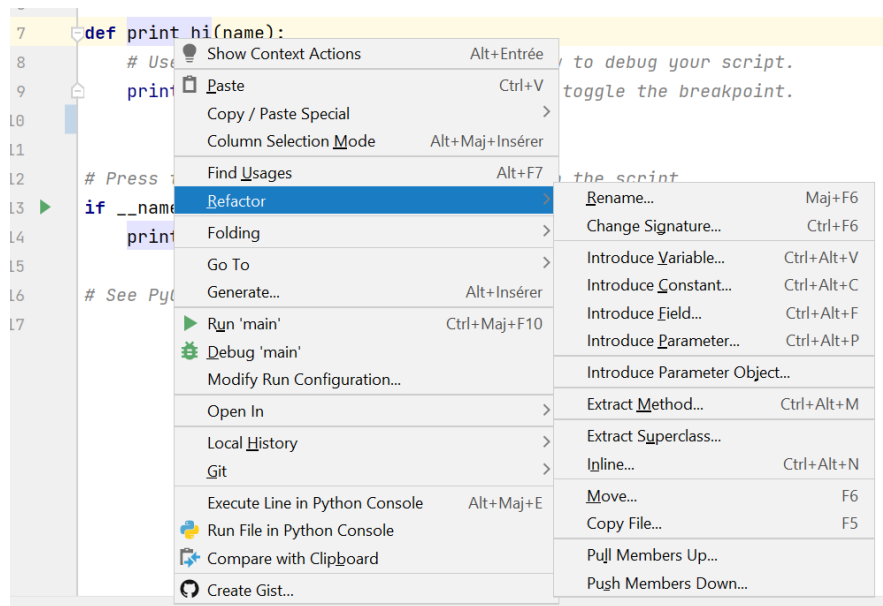 7 def print_hi(name):
8 # Use to debug your script.
9 print toggle the breakpoint.
10
11
12 # Press the script.
13 if __name
14 print
15
16 # See PyC
17
Show Context Actions Alt+Entrée
Paste Ctrl+V
Copy / Paste Special
Column Selection Mode Alt+Maj+Insérer
Find Usages Alt+F7
Refactor
Folding
Go To
Generate... Alt+Insérer
Run 'main' Ctrl+Maj+F10
Debug 'main'
Modify Run Configuration...
Open In
Local History
Git
Execute Line in Python Console Alt+Maj+E
Run File in Python Console
Compare with Clipboard
Create Gist...
Rename... Maj+F6
Change Signature... Ctrl+F6
Introduce Variable... Ctrl+Alt+V
Introduce Constant... Ctrl+Alt+C
Introduce Field... Ctrl+Alt+F
Introduce Parameter... Ctrl+Alt+P
Introduce Parameter Object...
Extract Method... Ctrl+Alt+M
Extract Superclass...
Inline... Ctrl+Alt+N
Move... F6
Copy File... F5
Pull Members Up...
Push Members Down...